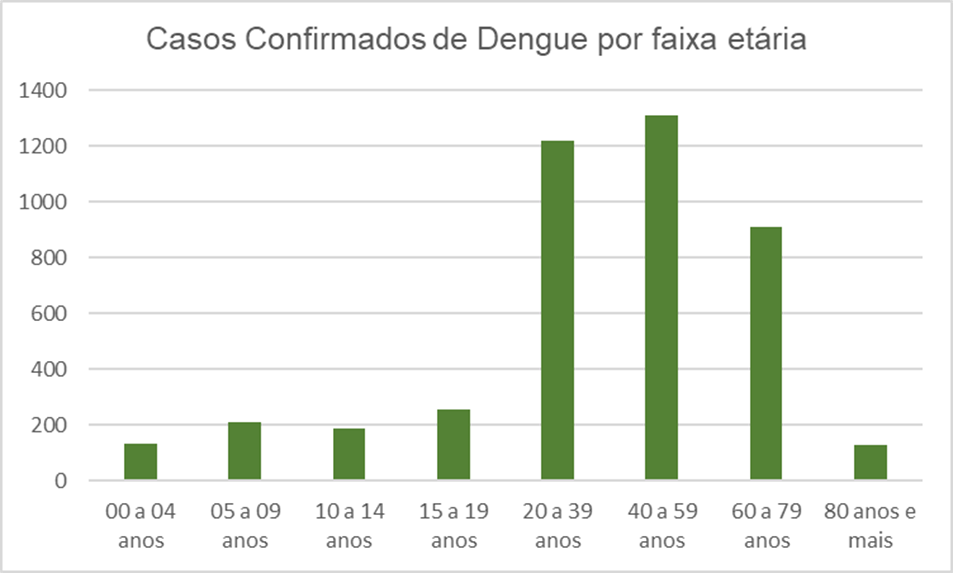 Casos Confirmados de Dengue por faixa etária
1400
1200
1000
800
600
400
200
0
00 a 04 05 a 09 10 a 14 15 a 19 20 a 39 40 a 59 60 a 79 80 anos e
anos anos anos anos anos anos anos mais